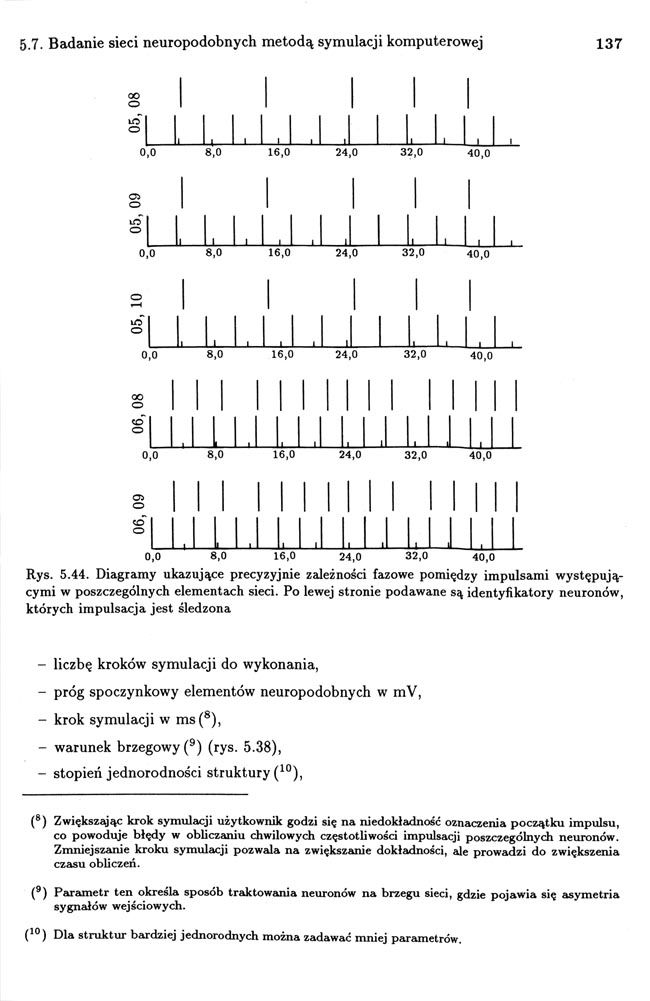 5.7. Badanie sieci neuropodobnych metodą symulacji komputerowej 137
05, 08
0,0 8,0 16,0 24,0 32,0 40,0
05, 09
0,0 8,0 16,0 24,0 32,0 40,0
05, 10
0,0 8,0 16,0 24,0 32,0 40,0
06, 08
0,0 8,0 16,0 24,0 32,0 40,0
06, 09
0,0 8,0 16,0 24,0 32,0 40,0
Rys. 5.44. Diagramy ukazujące precyzyjnie zależności fazowe pomiędzy impulsami występują-
cymi w poszczególnych elementach sieci. Po lewej stronie podawane są identyfikatory neuronów,
których impulsacja jest śledzona
– liczbę kroków symulacji do wykonania,
– próg spoczynkowy elementów neuropodobnych w mV,
– krok symulacji w ms (⁸),
– warunek brzegowy (⁹) (rys. 5.38),
– stopień jednorodności struktury (¹⁰),
(⁸) Zwiększając krok symulacji użytkownik godzi się na niedokładność oznaczenia początku impulsu,
co powoduje błędy w obliczaniu chwilowych częstotliwości impulsacji poszczególnych neuronów.
Zmniejszanie kroku symulacji pozwala na zwiększanie dokładności, ale prowadzi do zwiększenia
czasu obliczeń.
(⁹) Parametr ten określa sposób traktowania neuronów na brzegu sieci, gdzie pojawia się asymetria
sygnałów wejściowych.
(¹⁰) Dla struktur bardziej jednorodnych można zadawać mniej parametrów.